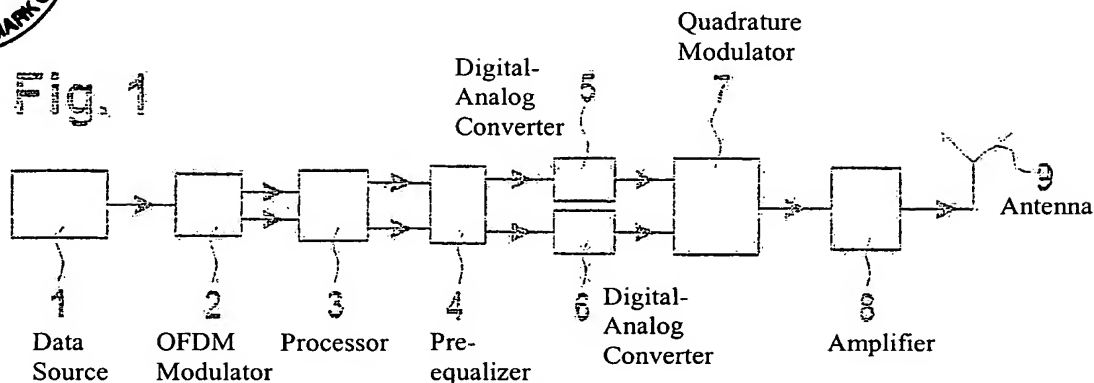 MARK
Fig. 1
Digital-
Analog
Converter
5
Quadrature
Modulator
7
9
Antenna
1
Data
Source
2
OFDM
Modulator
3
Processor
4
Pre-
equalizer
6
Digital-
Analog
Converter
8
Amplifier